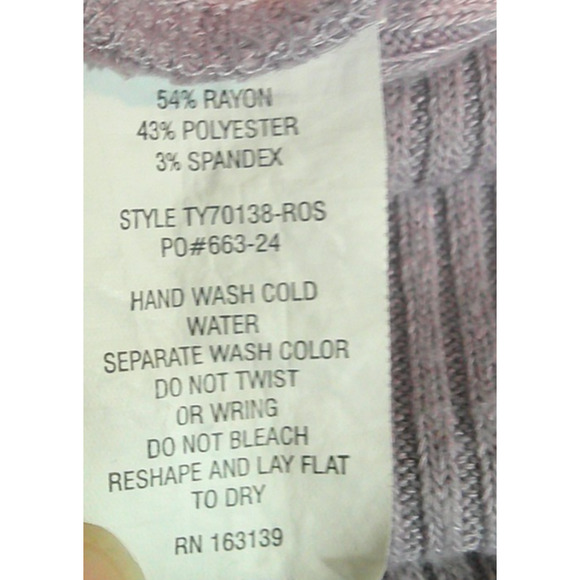 54% RAYON
43% POLYESTER
3% SPANDEX
STYLE TY70138-ROS
PO#663-24
HAND WASH COLD
WATER
SEPARATE WASH COLOR
DO NOT TWIST
OR WRING
DO NOT BLEACH
RESHAPE AND LAY FLAT
TO DRY
RN 163139